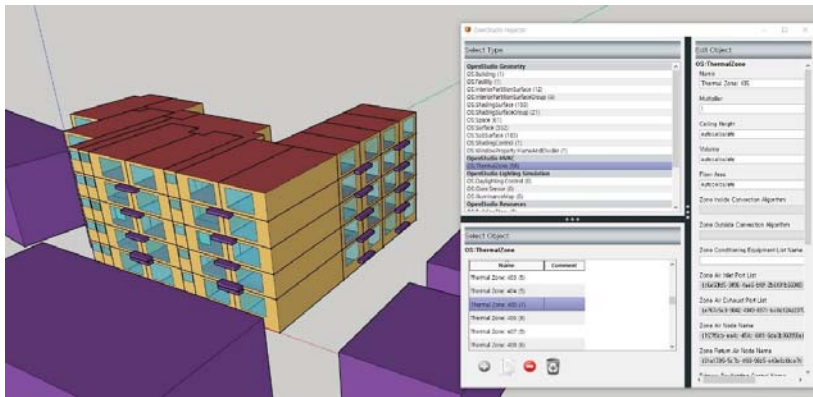 OpenStudio Inspector
Select Type
OpenStudio Geometry
OS:Building (1)
OS:Facility (1)
OS:InteriorPartitionSurface (12)
OS:InteriorPartitionSurfaceGroup (4)
OS:ShadingSurface (153)
OS:ShadingSurfaceGroup (21)
OS:Space (61)
OS:Surface (552)
OS:SubSurface (183)
OS:ShadingControl (1)
OS:WindowProperty:FrameAndDivider (1)
OpenStudio HVAC
OS:ThermalZone (58)
OpenStudio Lighting Simulation
OS:Daylighting:Control (0)
OS:Glare:Sensor (0)
OS:IlluminanceMap (0)
OpenStudio Resources
Select Object
OS:ThermalZone
Name
Comment
Thermal Zone: 403 (5)
Thermal Zone: 404 (5)
Thermal Zone: 405 (7)
Thermal Zone: 406 (6)
Thermal Zone: 407 (5)
Thermal Zone: 408 (6)
Edit Object
OS:ThermalZone
Name
Thermal Zone: 405
Multiplier
Ceiling Height
autocalculate
Volume
autocalculate
Floor Area
autocalculate
Zone Inside Convection Algorithm
Zone Outside Convection Algorithm
Zone Conditioning Equipment List Name
Zone Air Inlet Port List
Zone Air Exhaust Port List
Zone Air Node Name
Zone Return Air Node Name